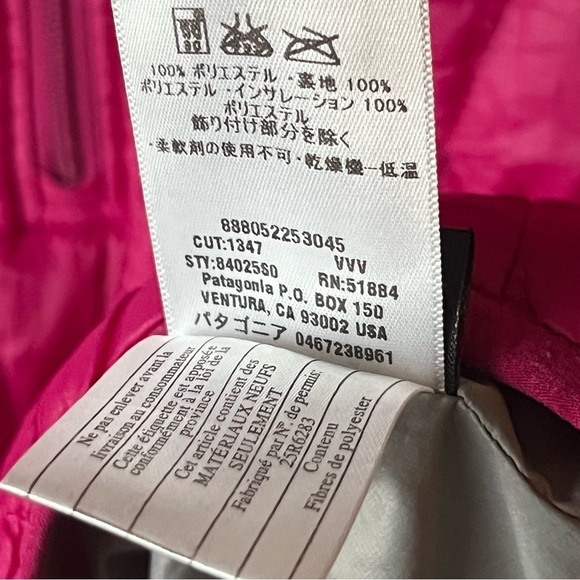 100% ポリエステル・裏地 100%
ポリエステル・インサレーション 100%
ポリエステル
飾り付け部分を除く
・柔軟剤の使用不可・乾燥機―低温
888052253045
CUT:1347 VVV
STY:84025S0 RN:51884
Patagonia P.O. BOX 150
VENTURA, CA 93002 USA
パタゴニア 0467238961
Ne pas enlever avant la
livraison au consommateur
Cette étiquette est apposée
conformément à la loi de la
province
Cet article contient des
MATÉRIAUX NEUFS
SEULEMENT
Fabriqué par N°. de permis:
25R6283
Contenu
Fibres de polyester